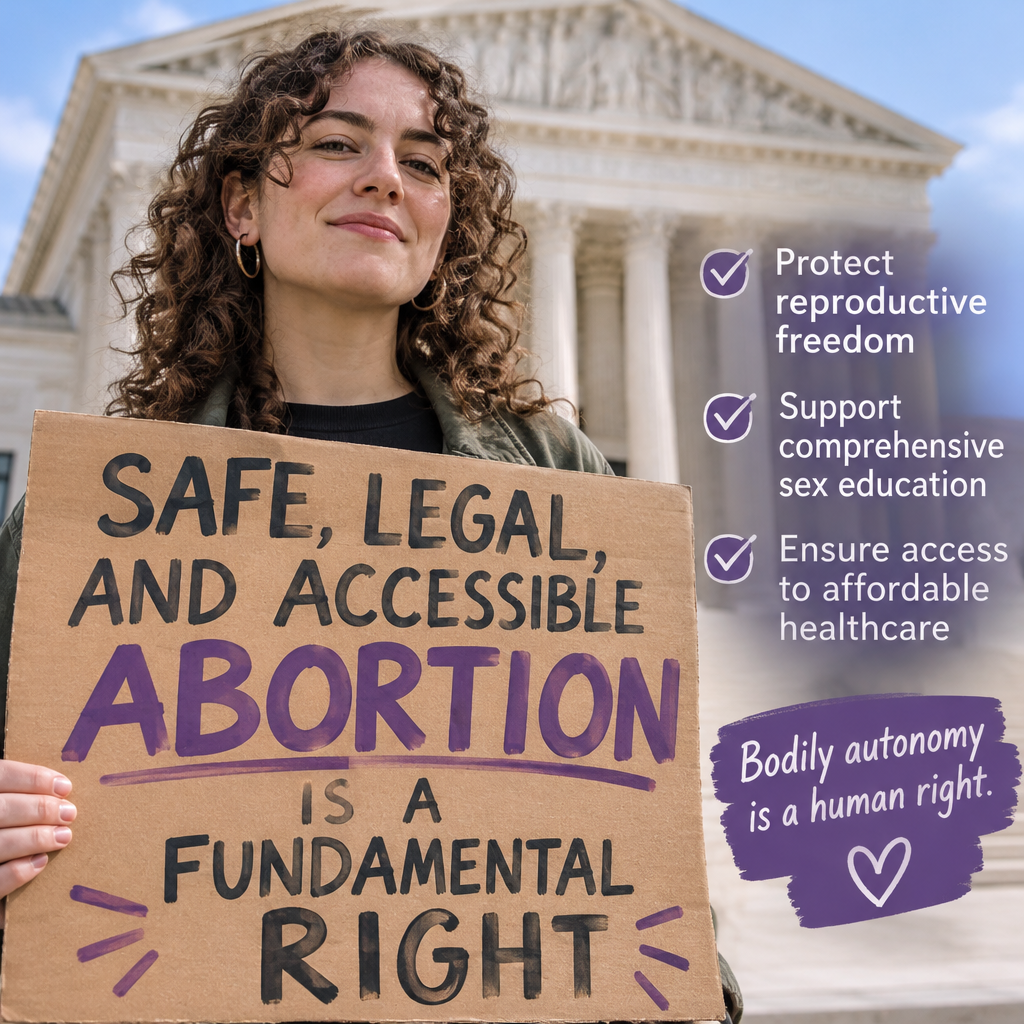 SAFE, LEGAL,
AND ACCESSIBLE
ABORTION
IS A
FUNDAMENTAL
RIGHT
Protect
reproductive
freedom
Support
comprehensive
sex education
Ensure access
to affordable
healthcare
Bodily autonomy
is a human right.